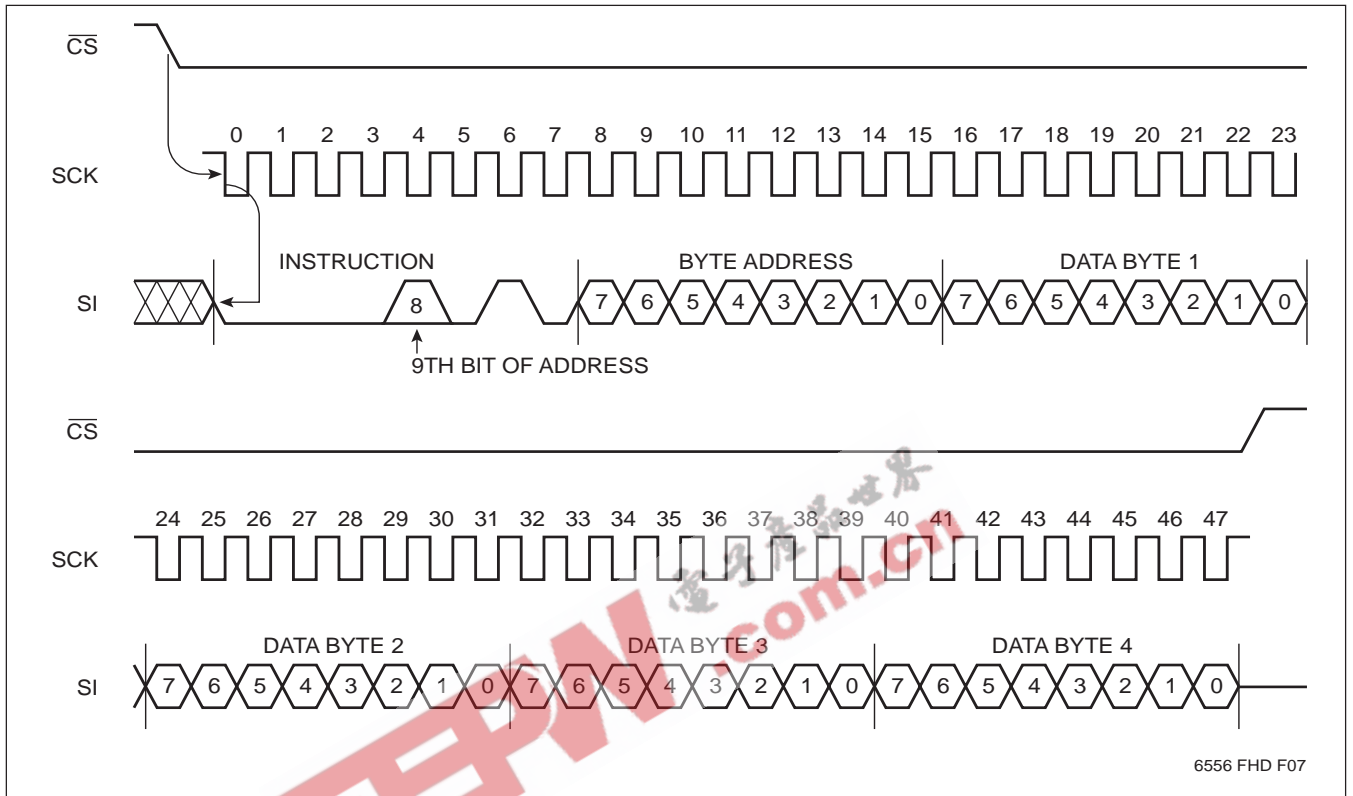 CS
0 1 2 3 4 5 6 7 8 9 10 11 12 13 14 15 16 17 18 19 20 21 22 23
SCK
INSTRUCTION BYTE ADDRESS DATA BYTE 1
SI 8 7 6 5 4 3 2 1 0 7 6 5 4 3 2 1 0
9TH BIT OF ADDRESS
CS
24 25 26 27 28 29 30 31 32 33 34 35 36 37 38 39 40 41 42 43 44 45 46 47
SCK
DATA BYTE 2 DATA BYTE 3 DATA BYTE 4
SI 7 6 5 4 3 2 1 0 7 6 5 4 3 2 1 0 7 6 5 4 3 2 1 0
電子產品世界
.com.cn
6556 FHD F07